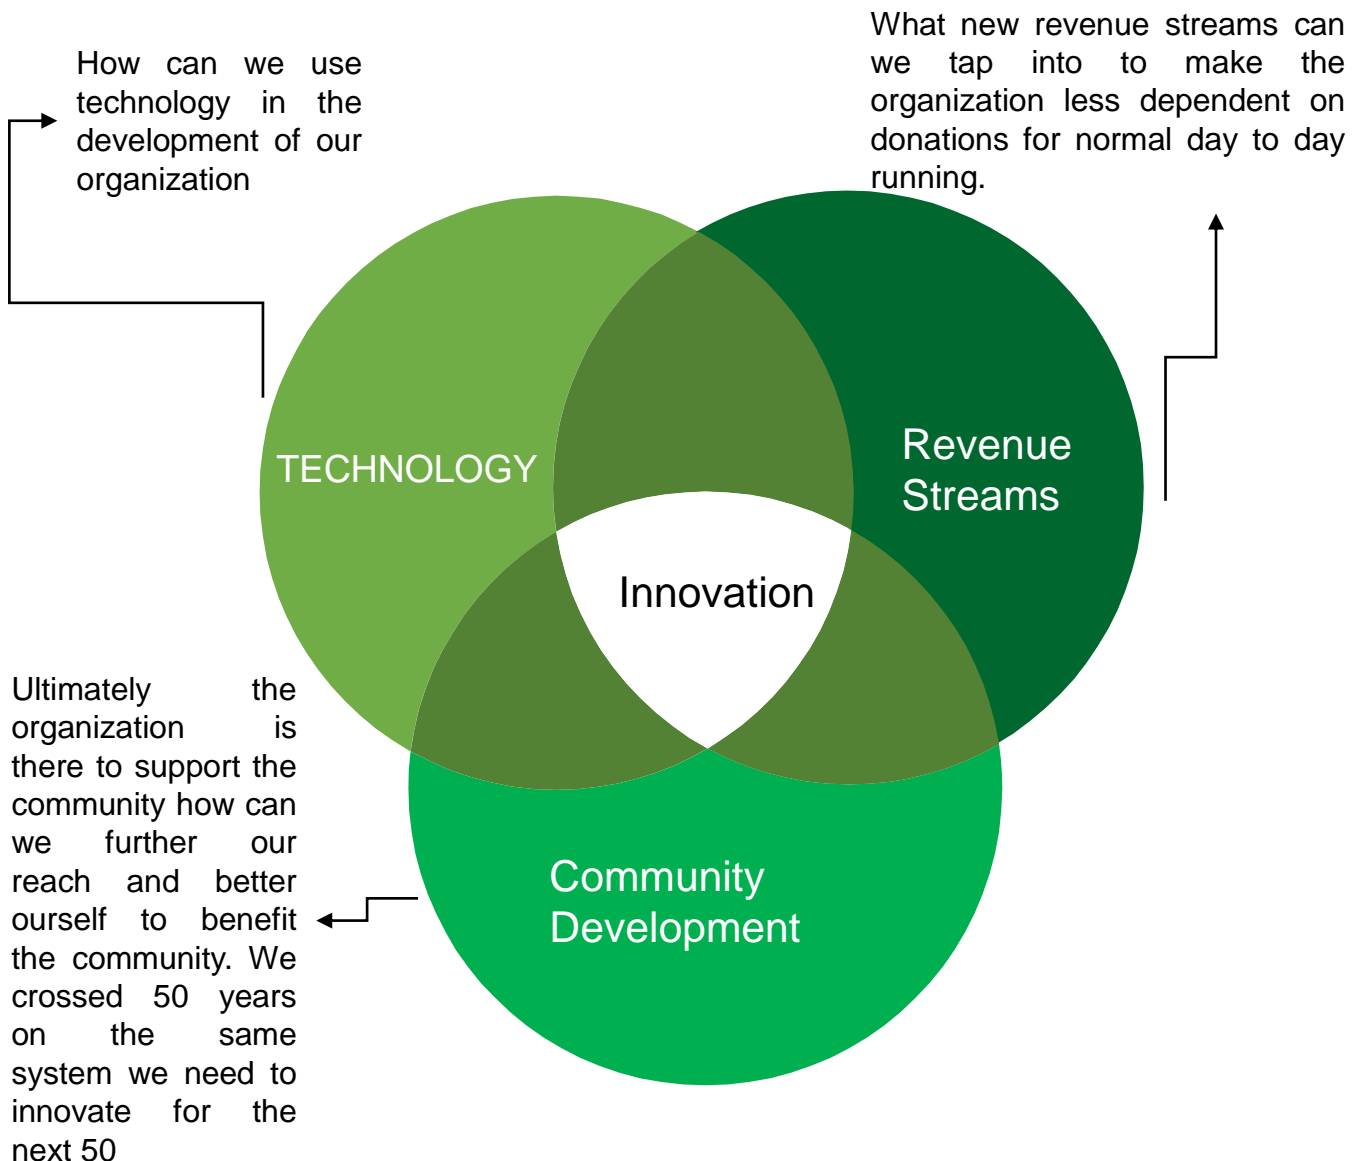 How can we use
technology in the
development of our
organization
What new revenue streams can
we tap into to make the
organization less dependent on
donations for normal day to day
running.
TECHNOLOGY
Revenue
Streams
Innovation
Ultimately the
organization is
there to support the
community how can
we further our
reach and better
ourself to benefit
the community. We
crossed 50 years
on the same
system we need to
innovate for the
next 50
Community
Development